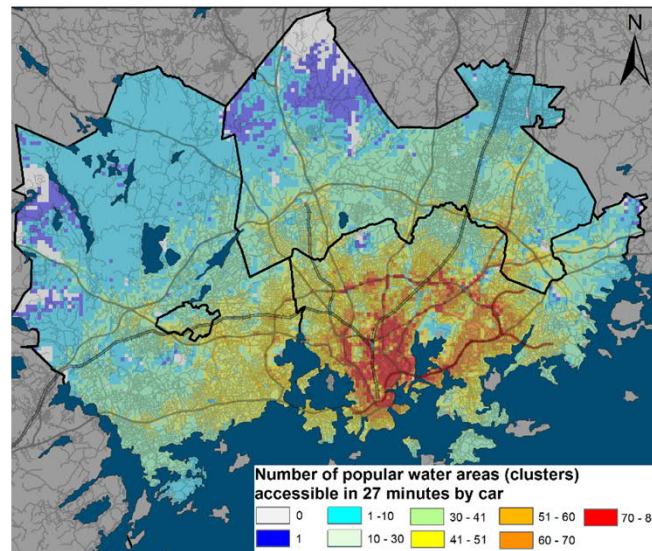 N
Number of popular water areas (clusters)
accessible in 27 minutes by car
0
1 -10
30 - 41
51 - 60
70 - 8
1
10 - 30
41 - 51
60 - 70